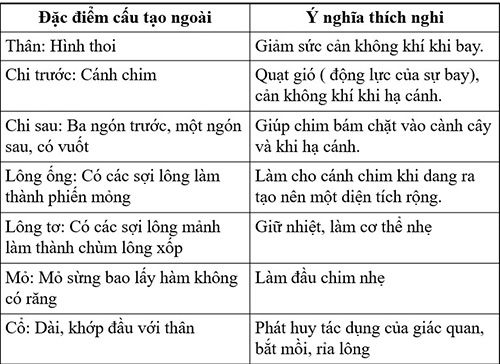 Đặc điểm cấu tạo ngoài
Ý nghĩa thích nghi
Thân: Hình thoi
Giảm sức cản không khí khi bay.
Chi trước: Cánh chim
Quạt gió ( động lực của sự bay),
cản không khí khi hạ cánh.
Chi sau: Ba ngón trước, một ngón
sau, có vuốt
Giúp chim bám chặt vào cành cây
và khi hạ cánh.
Lông ống: Có các sợi lông làm
thành phiến mỏng
Làm cho cánh chim khi dang ra
tạo nên một diện tích rộng.
Lông tơ: Có các sợi lông mảnh
làm thành chùm lông xốp
Giữ nhiệt, làm cơ thể nhẹ
Mỏ: Mỏ sừng bao lấy hàm không
có răng
Làm đầu chim nhẹ
Cổ: Dài, khớp đầu với thân
Phát huy tác dụng của giác quan,
bắt mồi, rỉa lông